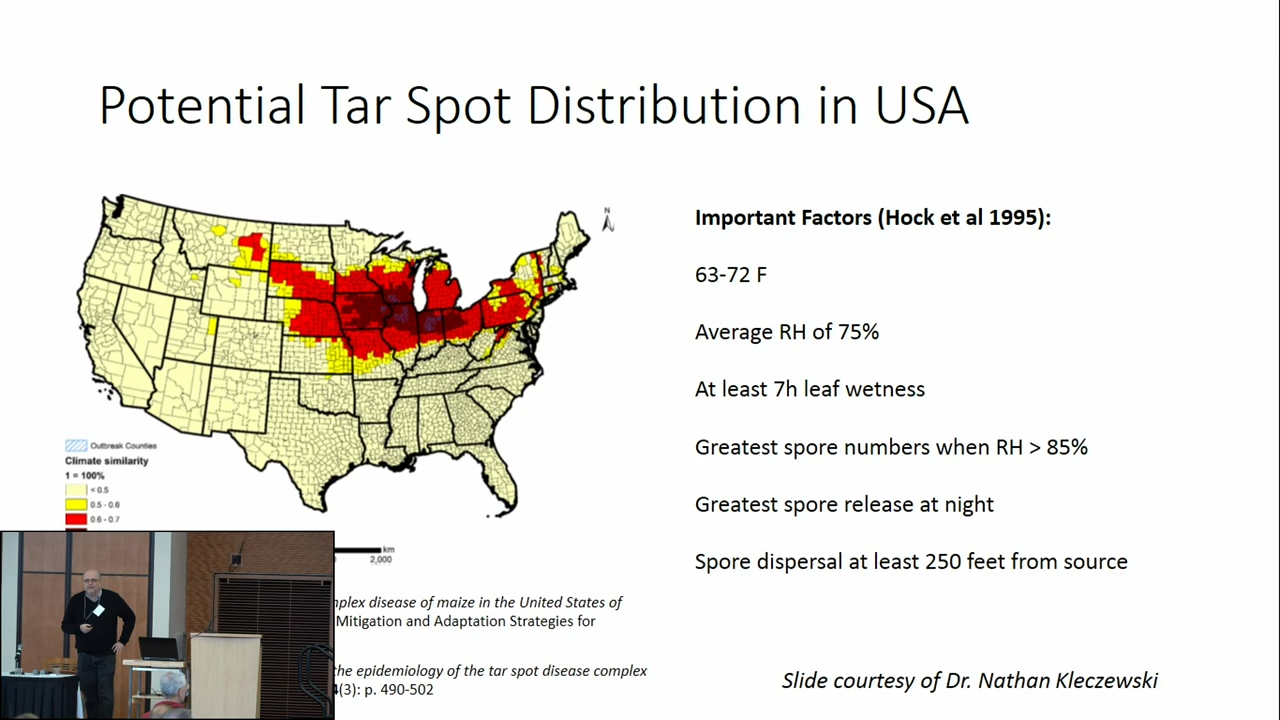 Potential Tar Spot Distribution in USA
N
Important Factors (Hock et al 1995):
63-72 F
Average RH of 75%
At least 7h leaf wetness
Greatest spore numbers when RH > 85%
Greatest spore release at night
Spore dispersal at least 250 feet from source
Outbreak Counties
Climate similarity
1 = 100%
< 0.5
0.5 - 0.6
0.6 - 0.7
km
2,000
mplex disease of maize in the United States of
Mitigation and Adaptation Strategies for
the epidemiology of the tar spot disease complex
4(3): p. 490-502
Slide courtesy of Dr. Nathan Kleczewski